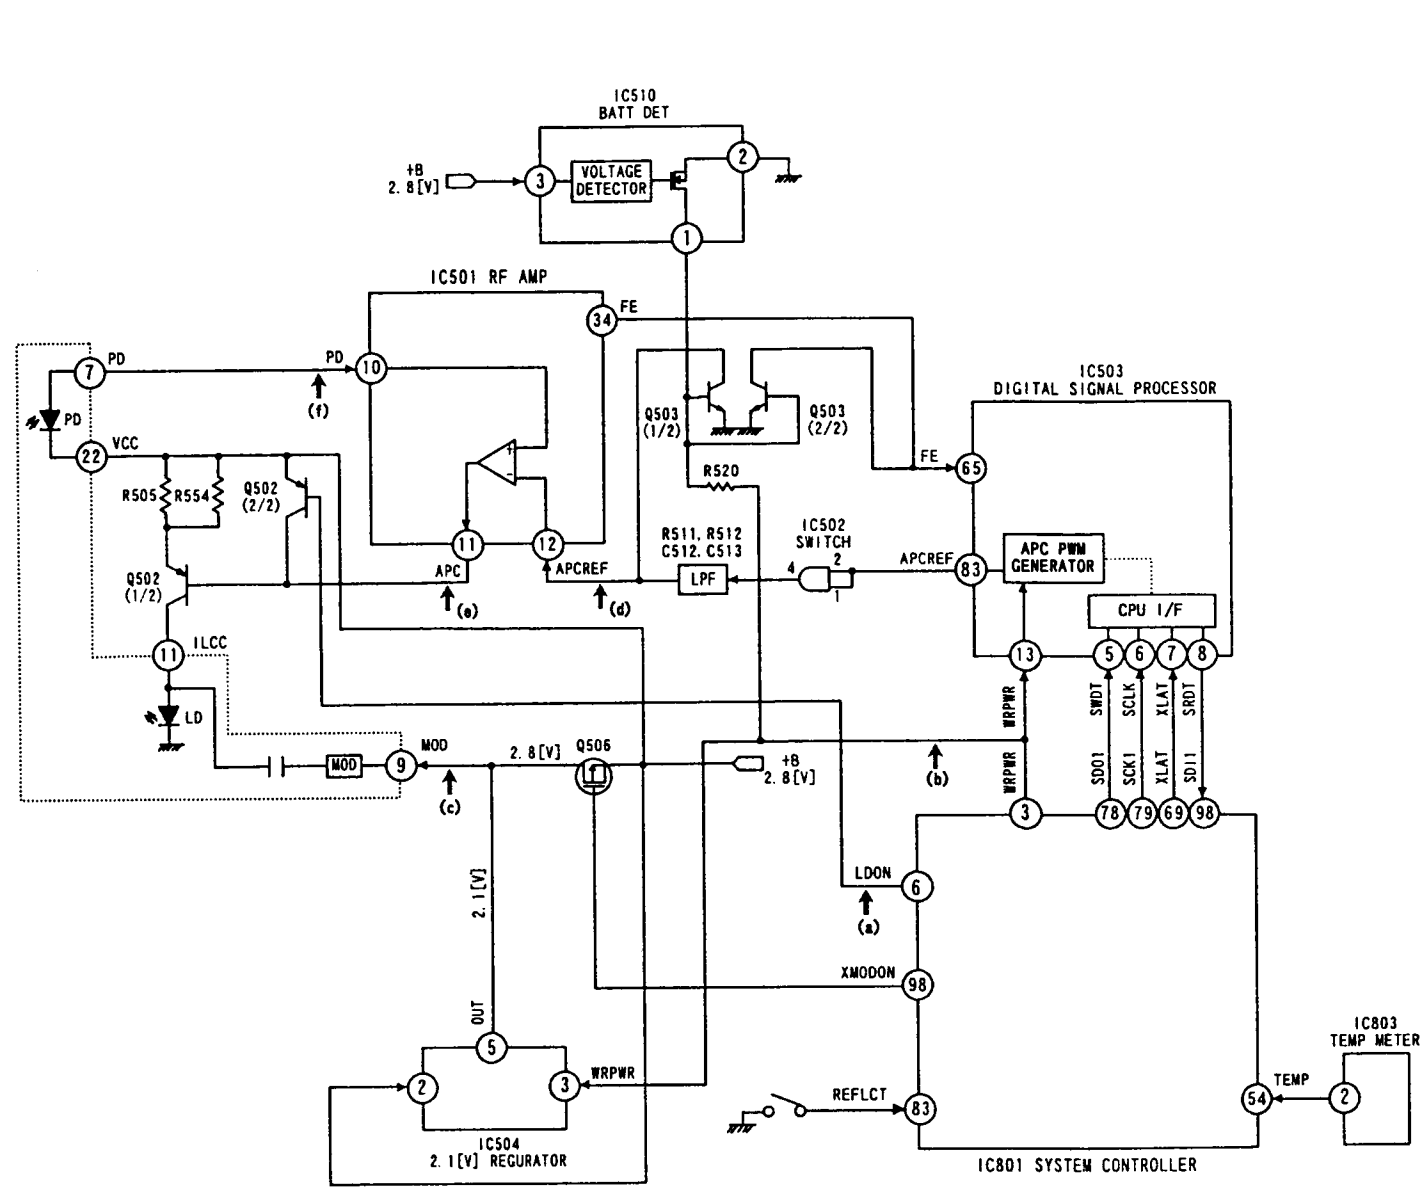 IC510
BATT DET
+B
2.8[V]
3
VOLTAGE
DETECTOR
2
1
IC501 RF AMP
34
FE
7
PD
PD
10
(f)
PD
22
VCC
+
-
R505
R554
Q502
(2/2)
11
12
APC
(e)
APCREF
(d)
Q502
(1/2)
11
ILCC
LD
Q503
(1/2)
Q503
(2/2)
R520
R511, R512
C512, C513
LPF
IC502
SWITCH
4
2
1
IC503
DIGITAL SIGNAL PROCESSOR
FE
65
APCREF
83
APC PWM
GENERATOR
CPU I/F
13
5
6
7
8
WRPWR
SWDT
SCLK
XLAT
SRDT
WRPWR
SDO1
SCK1
XLAT
SDI1
3
78
79
69
98
MOD
9
MOD
(c)
2.8[V]
Q506
+B
2.8[V]
(b)
2.1[V]
LDON
6
(a)
XMODON
98
OUT
5
2
3
WRPWR
IC504
2.1[V] REGURATOR
REFLCT
83
54
TEMP
2
IC803
TEMP METER
IC801 SYSTEM CONTROLLER